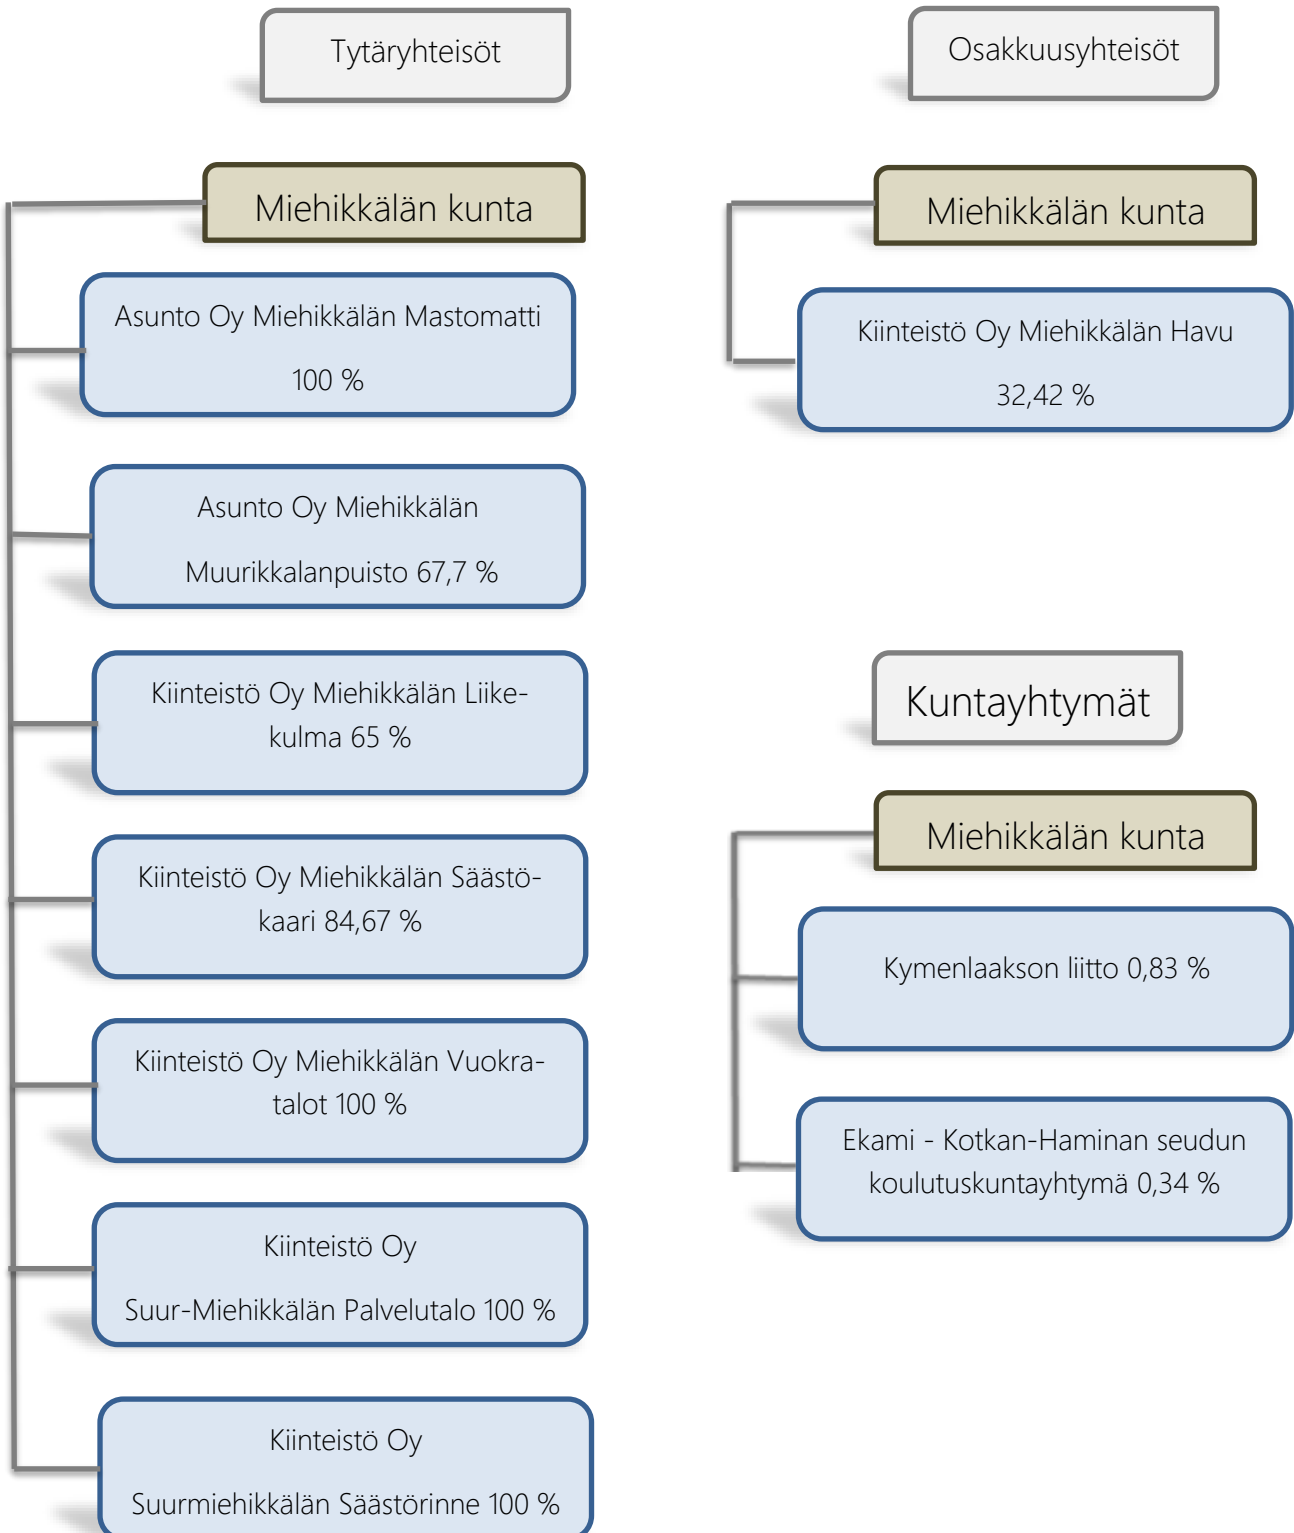 Tytäryhteisöt
Miehikkälän kunta
Asunto Oy Miehikkälän Mastomatti
100 %
Asunto Oy Miehikkälän
Muurikkalanpuisto 67,7 %
Kiinteistö Oy Miehikkälän Liike-
kulma 65 %
Kiinteistö Oy Miehikkälän Säästö-
kaari 84,67 %
Kiinteistö Oy Miehikkälän Vuokra-
talot 100 %
Kiinteistö Oy
Suur-Miehikkälän Palvelutalo 100 %
Kiinteistö Oy
Suurmiehikkälän Säästörinne 100 %
Osakkuusyhteisöt
Miehikkälän kunta
Kiinteistö Oy Miehikkälän Havu
32,42 %
Kuntayhtymät
Miehikkälän kunta
Kymenlaakson liitto 0,83 %
Ekami - Kotkan-Haminan seudun
koulutuskuntayhtymä 0,34 %